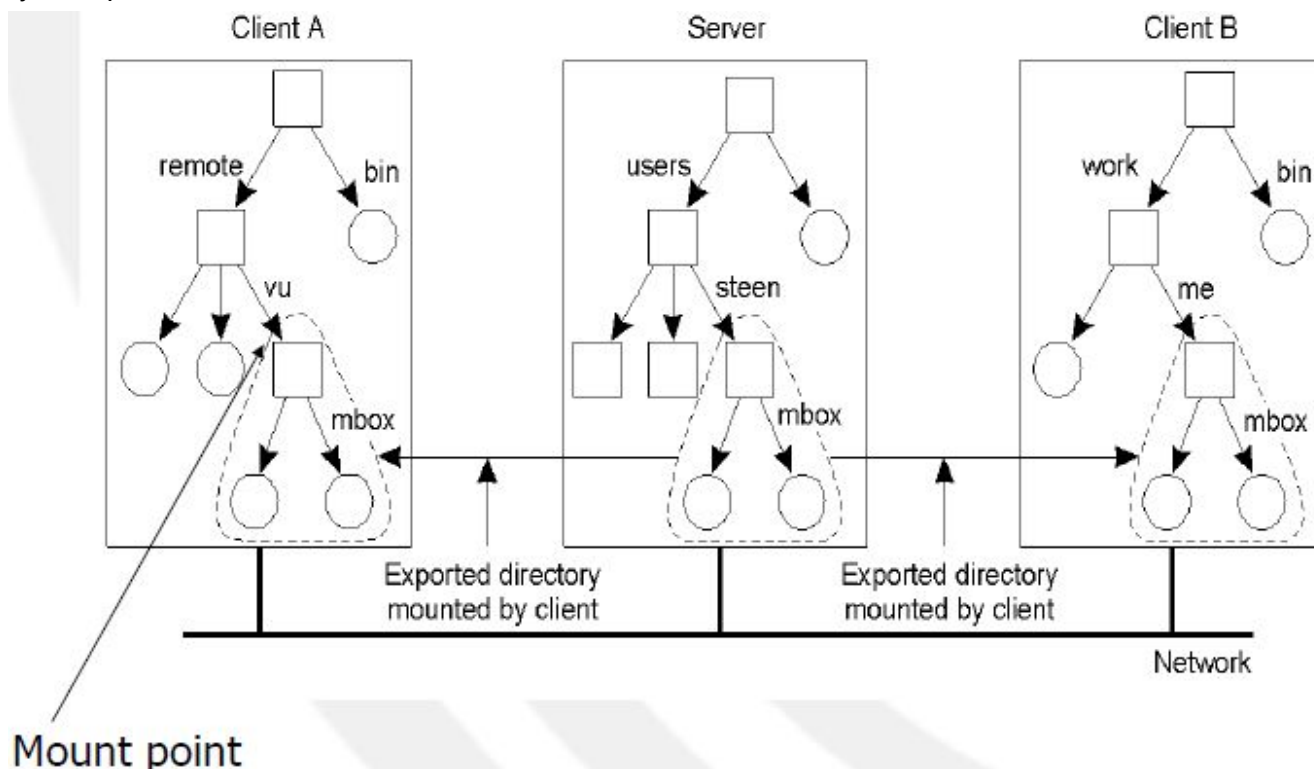 Client A
Server
Client B
remote
bin
users
work
bin
vu
steen
me
mbox
mbox
mbox
Exported directory
mounted by client
Exported directory
mounted by client
Network
Mount point